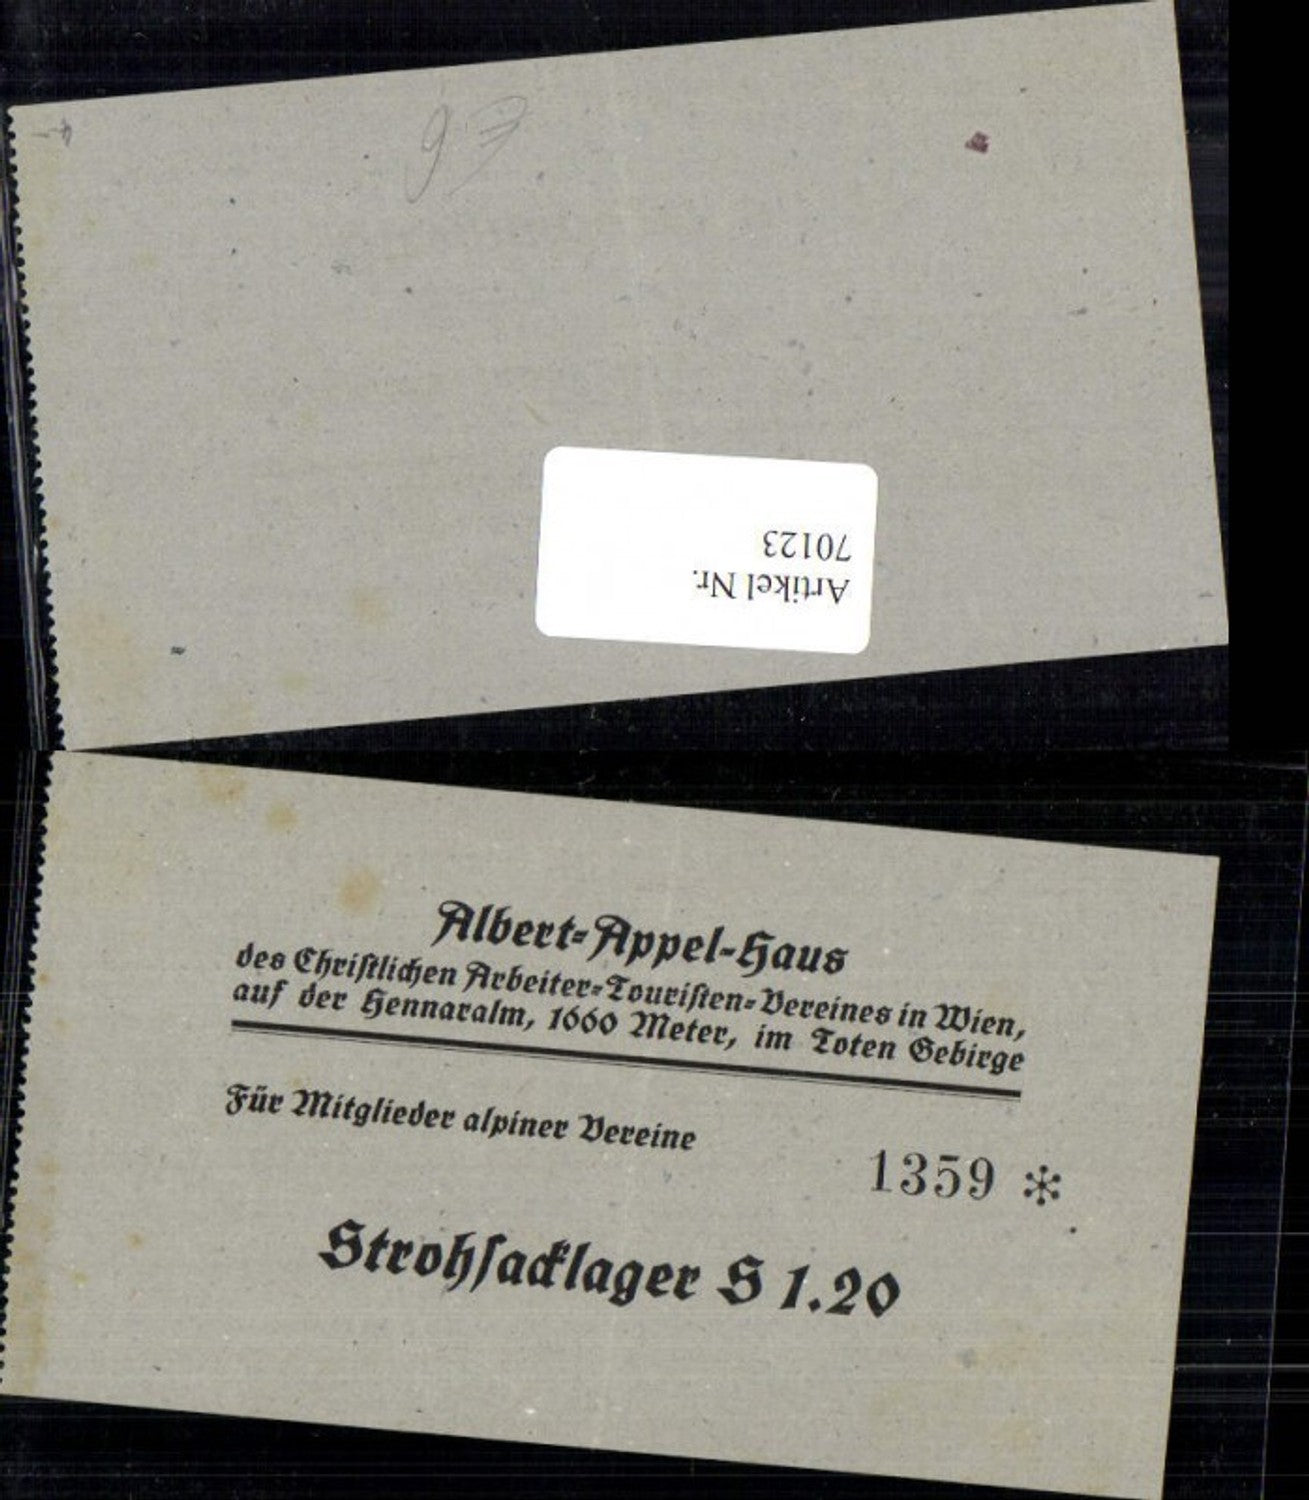 Artikel Nr.
70123
Albert-Appel-Haus
des Christlichen Arbeiter-Touristen-Vereines in Wien,
auf der Hennaralm, 1660 Meter, im Toten Gebirge
Für Mitglieder alpiner Vereine
1359 *
Strohsacklager S 1.20